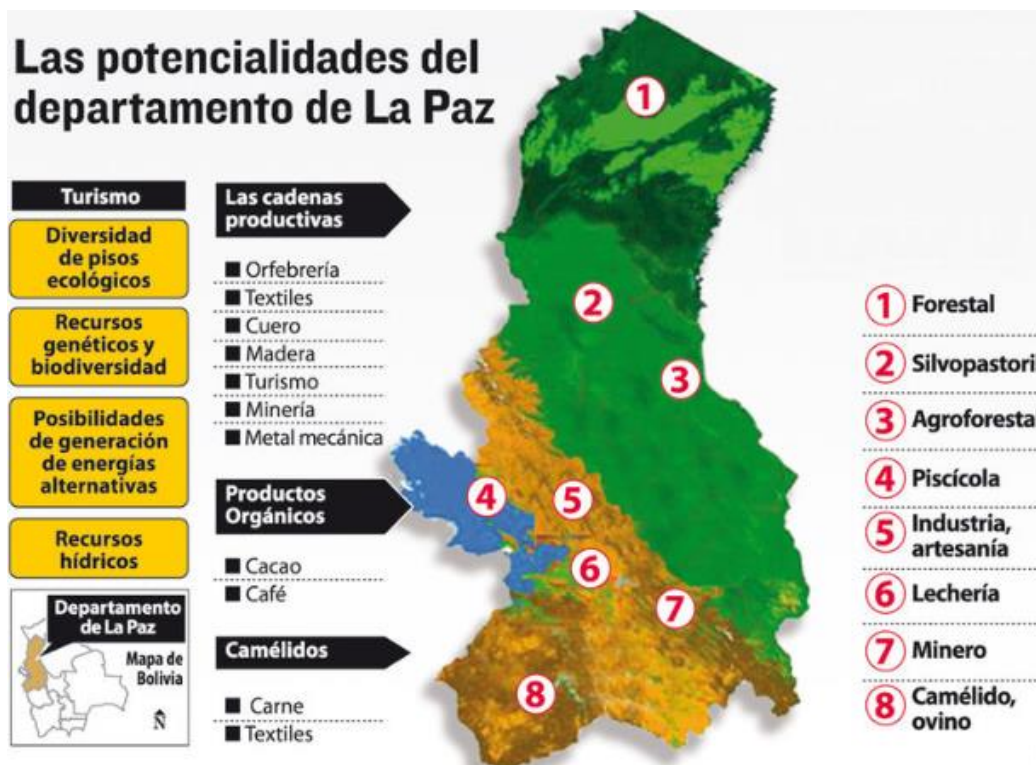 Las potencialidades del
departamento de La Paz
Turismo
Diversidad
de pisos
ecológicos
Recursos
genéticos y
biodiversidad
Posibilidades
de generación
de energías
alternativas
Recursos
hídricos
Departamento
de La Paz
Mapa de
Bolivia
N
Las cadenas
productivas
Orfebrería
Textiles
Cuero
Madera
Turismo
Minería
Metal mecánica
Productos
Orgánicos
Cacao
Café
Camélidos
Carne
Textiles
1
2
3
4
5
6
7
8
1 Forestal
2 Silvopastori
3 Agroforesta
4 Piscícola
5 Industria,
artesanía
6 Lechería
7 Minero
8 Camélido,
ovino